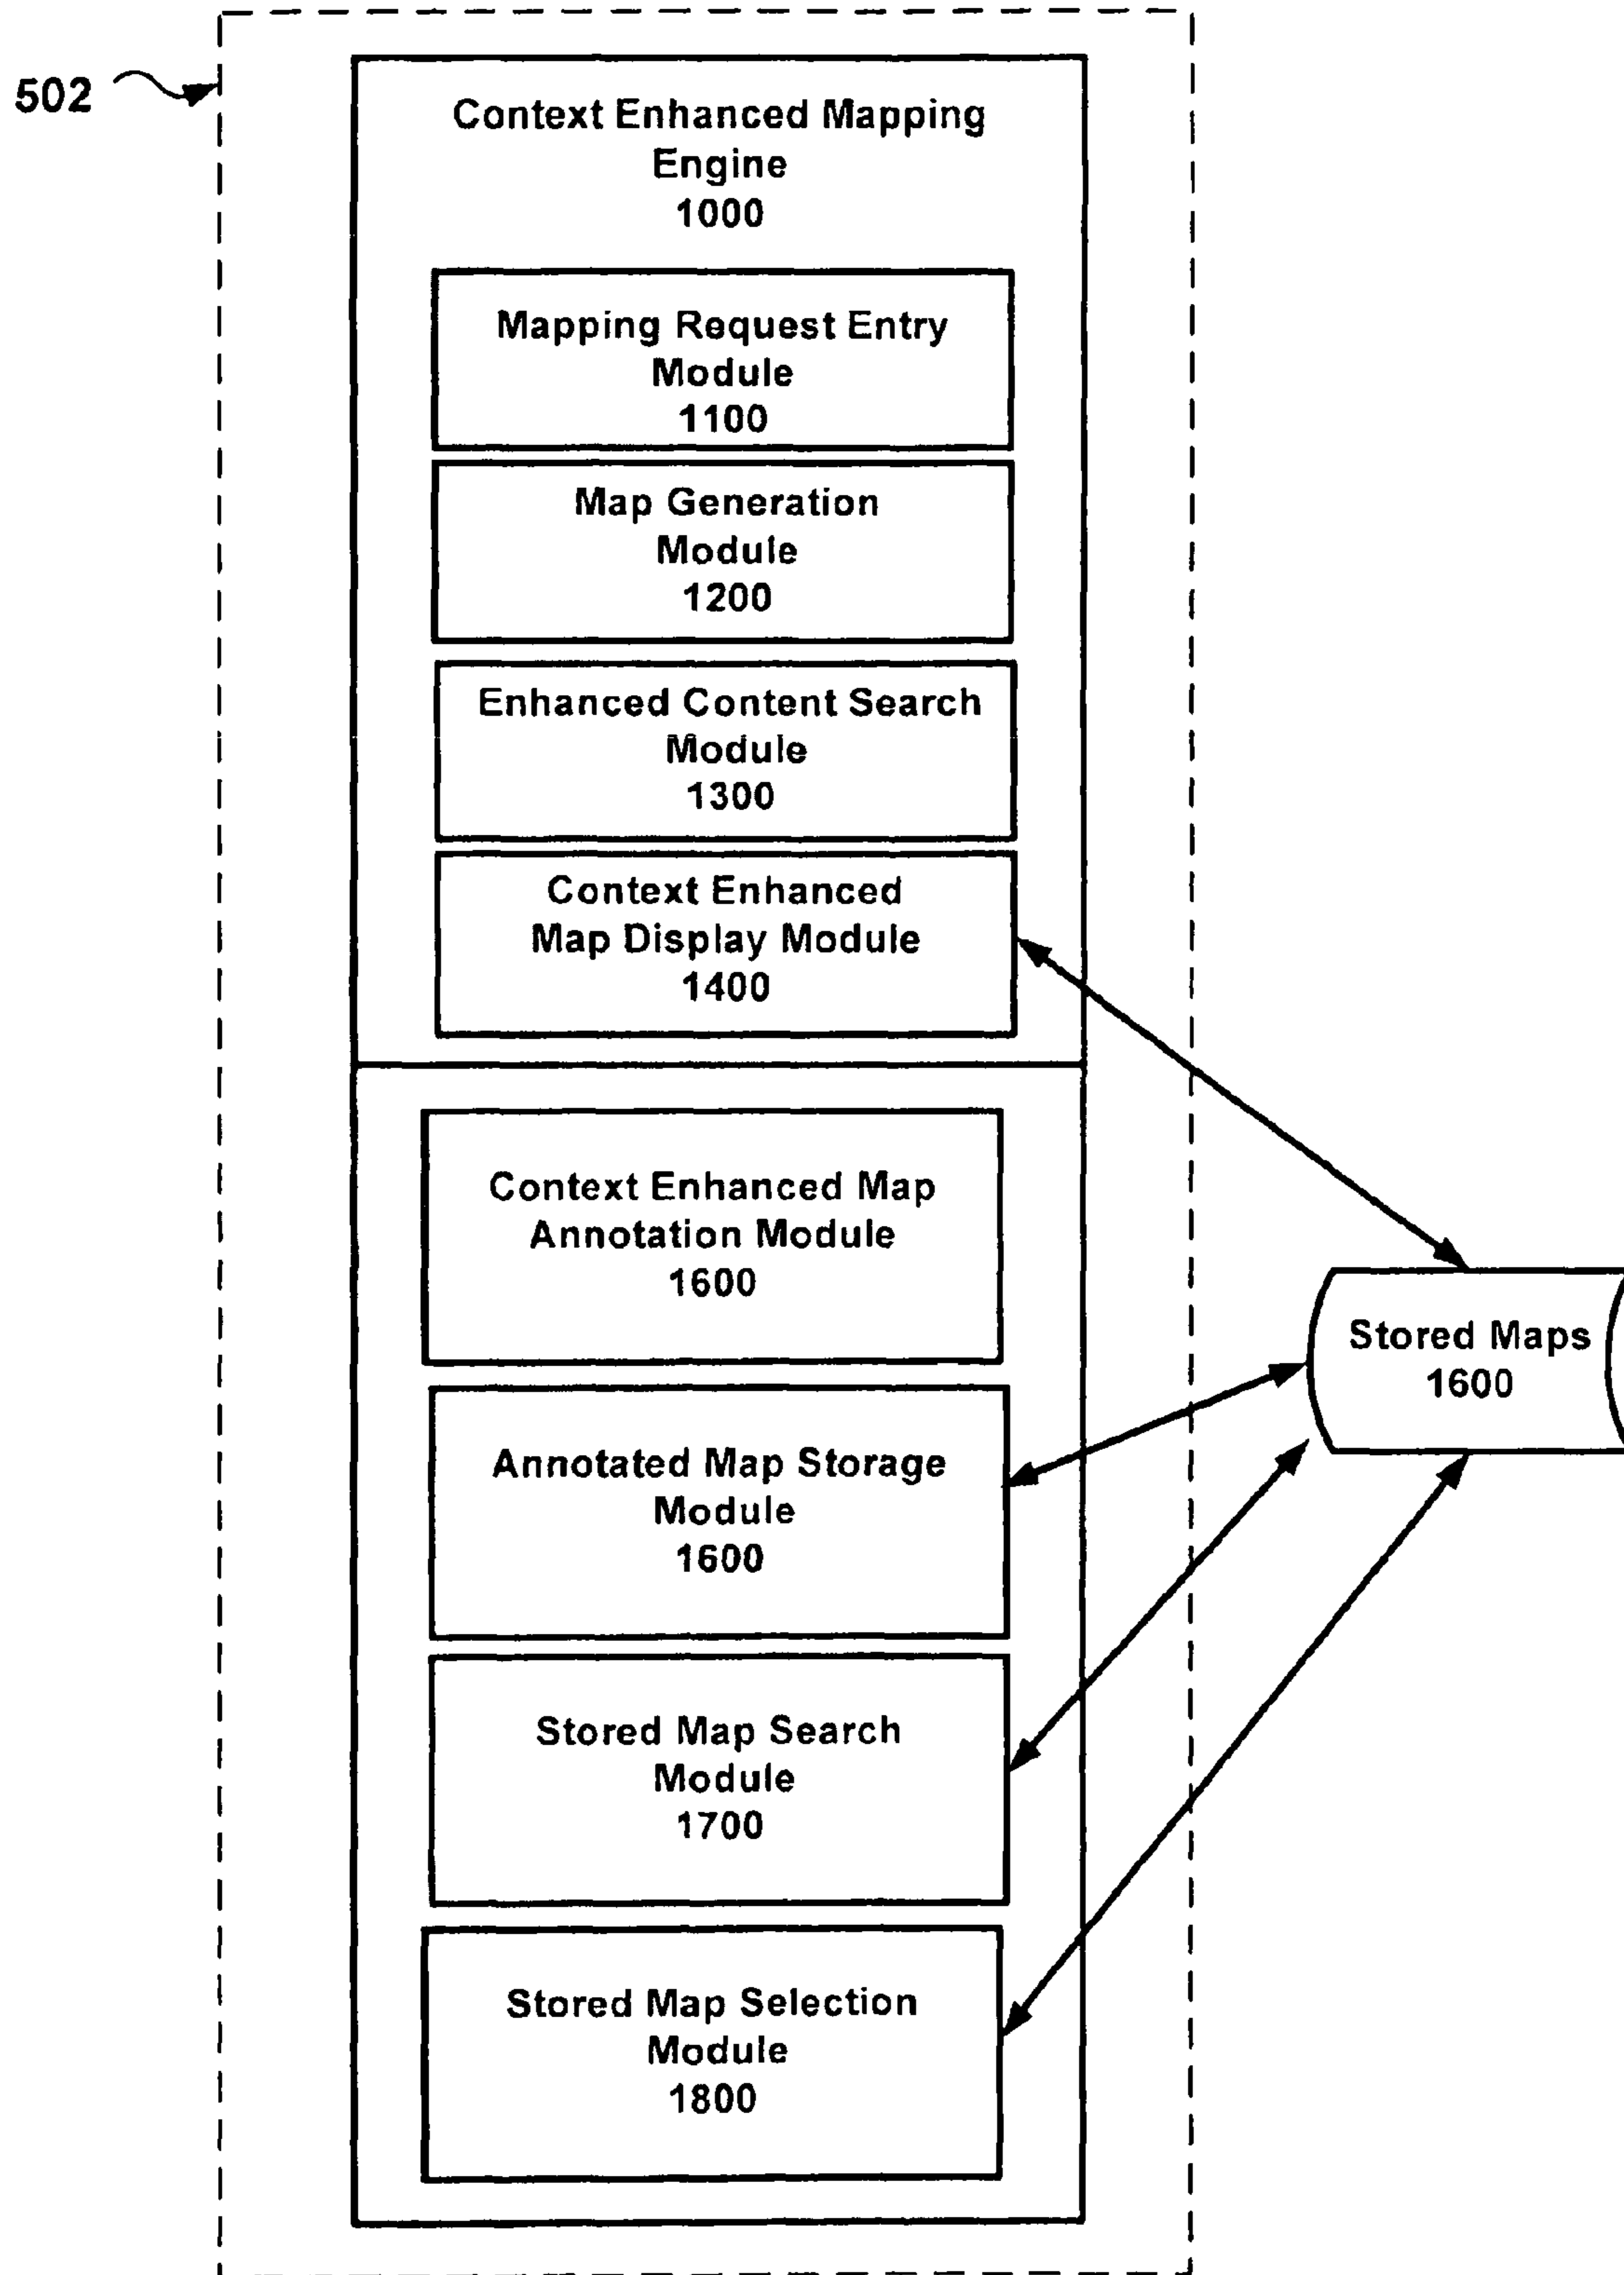 502
Context Enhanced Mapping
Engine
1000
Mapping Request Entry
Module
1100
Map Generation
Module
1200
Enhanced Content Search
Module
1300
Context Enhanced
Map Display Module
1400
Context Enhanced Map
Annotation Module
1600
Stored Maps
1600
Annotated Map Storage
Module
1600
Stored Map Search
Module
1700
Stored Map Selection
Module
1800